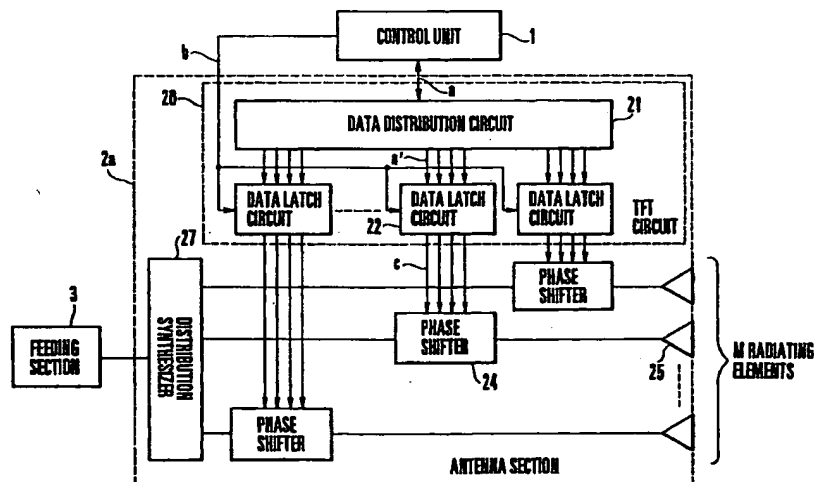 CONTROL UNIT
1
b
a
28
DATA DISTRIBUTION CIRCUIT
21
2a
a'
DATA LATCH
CIRCUIT
DATA LATCH
CIRCUIT
22
DATA LATCH
CIRCUIT
TFT
CIRCUIT
27
DISTRIBUTION
SYNTHESIZER
c
PHASE
SHIFTER
3
FEEDING
SECTION
PHASE
SHIFTER
24
25
M RADIATING
ELEMENTS
PHASE
SHIFTER
ANTENNA SECTION